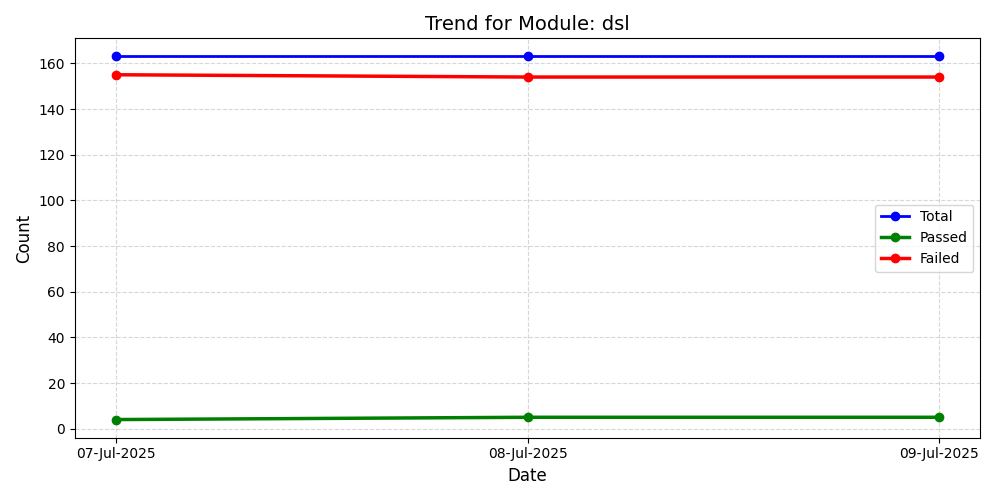 Trend for Module: dsl
Count
160
140
120
100
80
60
40
20
0
Total
Passed
Failed
07-Jul-2025
08-Jul-2025
09-Jul-2025
Date